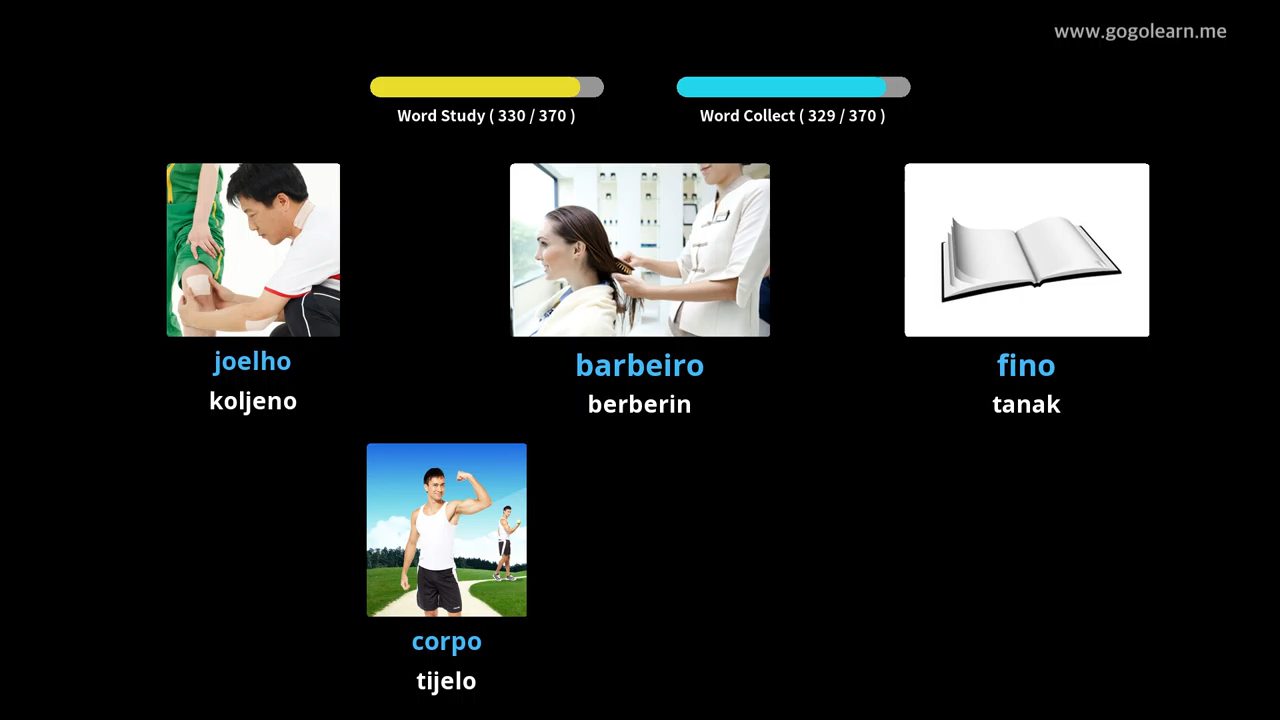 www.gogolearn.me
Word Study ( 330 / 370 )
Word Collect ( 329 / 370 )
joelho
koljeno
barbeiro
berberin
fino
tanak
corpo
tijelo